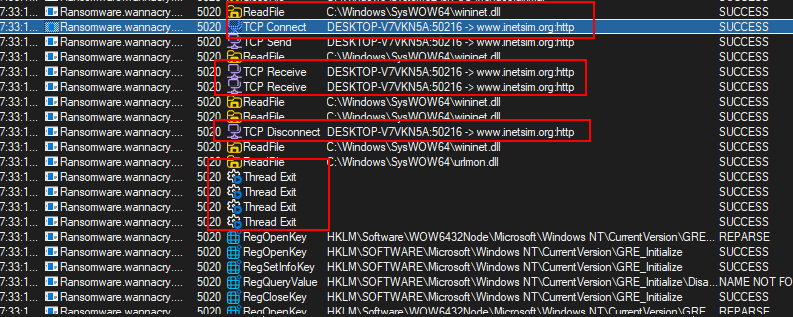 7:33:1... Ransomware.wannacry.... 5020 ReadFile C:\Windows\SysWOW64\wininet.dll SUCCESS
7:33:1... Ransomware.wannacry.... 5020 TCP Connect DESKTOP-V7VKN5A:50216 -> www.inetsim.org:http SUCCESS
7:33:1... Ransomware.wannacry.... 5020 TCP Send DESKTOP-V7VKN5A:50216 -> www.inetsim.org:http SUCCESS
7:33:1... Ransomware.wannacry.... 5020 ReadFile C:\Windows\SysWOW64\wininet.dll SUCCESS
7:33:1... Ransomware.wannacry.... 5020 TCP Receive DESKTOP-V7VKN5A:50216 -> www.inetsim.org:http SUCCESS
7:33:1... Ransomware.wannacry.... 5020 TCP Receive DESKTOP-V7VKN5A:50216 -> www.inetsim.org:http SUCCESS
7:33:1... Ransomware.wannacry.... 5020 ReadFile C:\Windows\SysWOW64\wininet.dll SUCCESS
7:33:1... Ransomware.wannacry.... 5020 ReadFile C:\Windows\SysWOW64\wininet.dll SUCCESS
7:33:1... Ransomware.wannacry.... 5020 TCP Disconnect DESKTOP-V7VKN5A:50216 -> www.inetsim.org:http SUCCESS
7:33:1... Ransomware.wannacry.... 5020 ReadFile C:\Windows\SysWOW64\wininet.dll SUCCESS
7:33:1... Ransomware.wannacry.... 5020 ReadFile C:\Windows\SysWOW64\urlmon.dll SUCCESS
7:33:1... Ransomware.wannacry.... 5020 Thread Exit SUCCESS
7:33:1... Ransomware.wannacry.... 5020 Thread Exit SUCCESS
7:33:1... Ransomware.wannacry.... 5020 Thread Exit SUCCESS
7:33:1... Ransomware.wannacry.... 5020 Thread Exit SUCCESS
7:33:1... Ransomware.wannacry.... 5020 RegOpenKey HKLM\Software\WOW6432Node\Microsoft\Windows NT\CurrentVersion\GRE_... REPARSE
7:33:1... Ransomware.wannacry.... 5020 RegOpenKey HKLM\SOFTWARE\Microsoft\Windows NT\CurrentVersion\GRE_Initialize SUCCESS
7:33:1... Ransomware.wannacry.... 5020 RegSetInfoKey HKLM\SOFTWARE\Microsoft\Windows NT\CurrentVersion\GRE_Initialize SUCCESS
7:33:1... Ransomware.wannacry.... 5020 RegQueryValue HKLM\SOFTWARE\Microsoft\Windows NT\CurrentVersion\GRE_Initialize\Disa... NAME NOT FO
7:33:1... Ransomware.wannacry.... 5020 RegCloseKey HKLM\SOFTWARE\Microsoft\Windows NT\CurrentVersion\GRE_Initialize SUCCESS
7:33:1... Ransomware.wannacry.... 5020 RegOpenKey HKLM\Software\WOW6432Node\Microsoft\Windows NT\CurrentVersion\GRE_... REPARSE